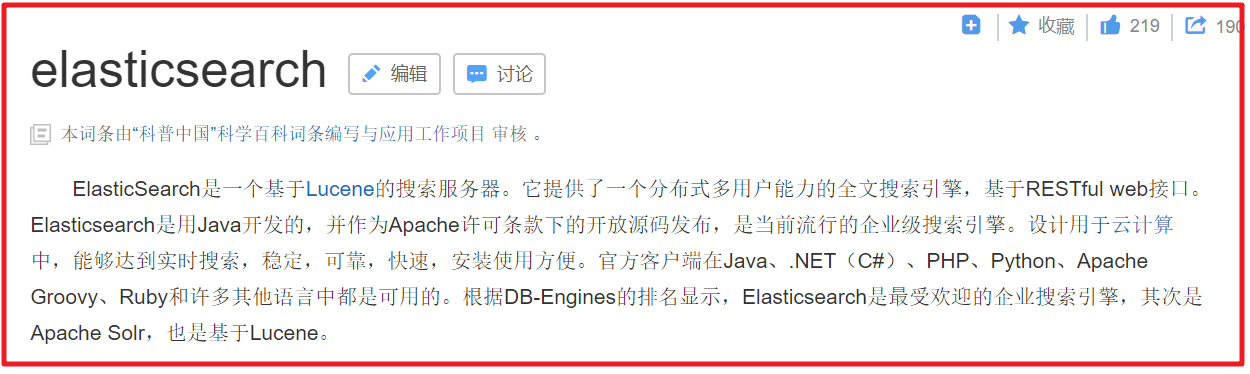 收藏 219 190
elasticsearch 编辑 讨论
本词条由“科普中国”科学百科词条编写与应用工作项目 审核 。
ElasticSearch是一个基于Lucene的搜索服务器。它提供了一个分布式多用户能力的全文搜索引擎，基于RESTful web接口。
Elasticsearch是用Java开发的，并作为Apache许可条款下的开放源码发布，是当前流行的企业级搜索引擎。设计用于云计算
中，能够达到实时搜索，稳定，可靠，快速，安装使用方便。官方客户端在Java、.NET（C#）、PHP、Python、Apache
Groovy、Ruby和许多其他语言中都是可用的。根据DB-Engines的排名显示，Elasticsearch是最受欢迎的企业搜索引擎，其次是
Apache Solr，也是基于Lucene。